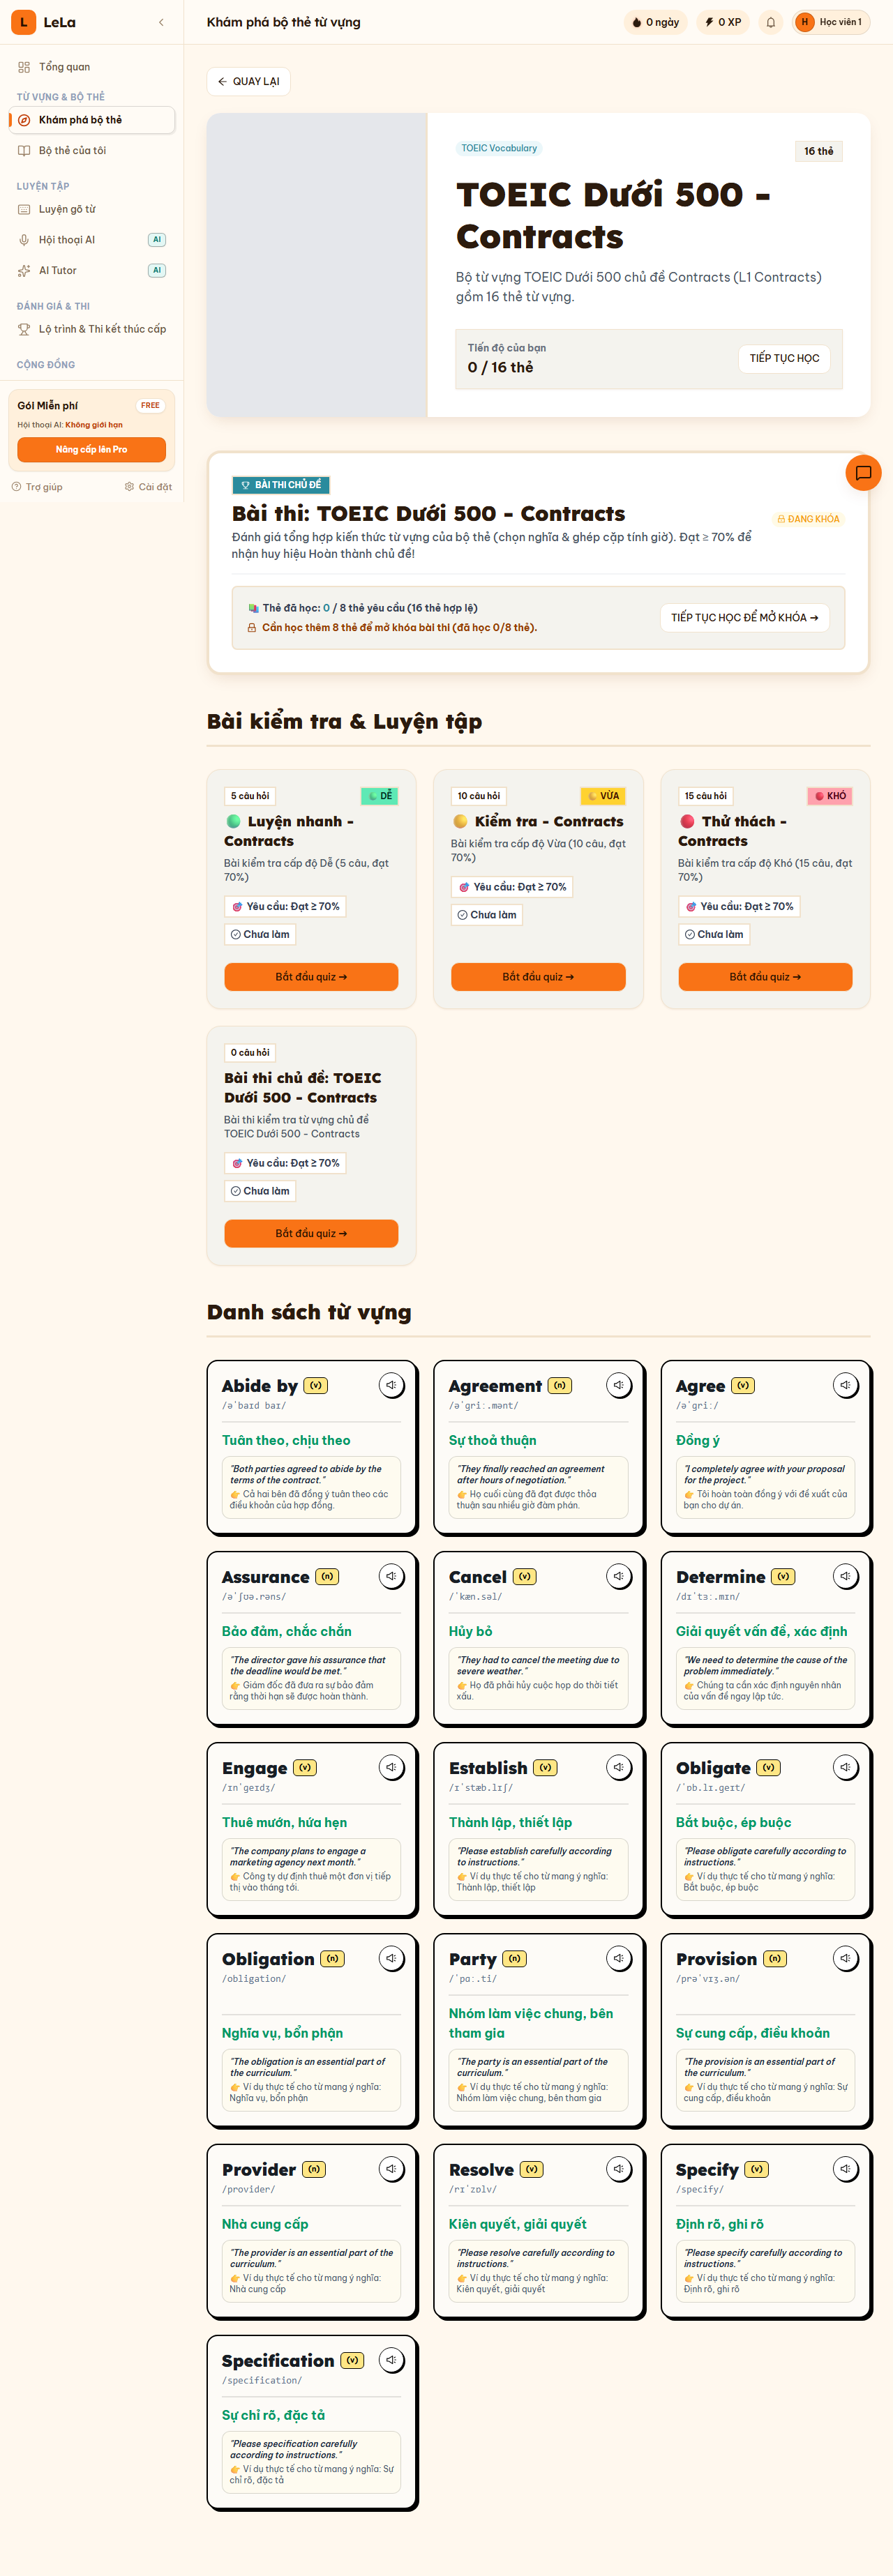 L LeLa
Tổng quan
TỪ VỰNG & BỘ THẺ
Khám phá bộ thẻ
Bộ thẻ của tôi
LUYỆN TẬP
Luyện gõ từ
Hội thoại AI AI
AI Tutor AI
ĐÁNH GIÁ & THI
Lộ trình & Thi kết thúc cấp
CỘNG ĐỒNG
Gói Miễn phí FREE
Hội thoại AI: Không giới hạn
Nâng cấp lên Pro
Trợ giúp Cài đặt
Khám phá bộ thẻ từ vựng
0 ngày 0 XP H Học viên 1
← QUAY LẠI
TOEIC Vocabulary 16 thẻ
TOEIC Dưới 500 -
Contracts
Bộ từ vựng TOEIC Dưới 500 chủ đề Contracts (L1 Contracts)
gồm 16 thẻ từ vựng.
Tiến độ của bạn
0 / 16 thẻ
TIẾP TỤC HỌC
BÀI THI CHỦ ĐỀ
Bài thi: TOEIC Dưới 500 - Contracts
ĐANG KHÓA
Đánh giá tổng hợp kiến thức từ vựng của bộ thẻ (chọn nghĩa & ghép cặp tính giờ). Đạt ≥ 70% để
nhận huy hiệu Hoàn thành chủ đề!
Thẻ đã học: 0 / 8 thẻ yêu cầu (16 thẻ hợp lệ)
Cần học thêm 8 thẻ để mở khóa bài thi (đã học 0/8 thẻ).
TIẾP TỤC HỌC ĐỂ MỞ KHÓA →
Bài kiểm tra & Luyện tập
5 câu hỏi DỄ
Luyện nhanh -
Contracts
Bài kiểm tra cấp độ Dễ (5 câu, đạt
70%)
Yêu cầu: Đạt ≥ 70%
Chưa làm
Bắt đầu quiz →
10 câu hỏi VỪA
Kiểm tra - Contracts
Bài kiểm tra cấp độ Vừa (10 câu, đạt
70%)
Yêu cầu: Đạt ≥ 70%
Chưa làm
Bắt đầu quiz →
15 câu hỏi KHÓ
Thử thách -
Contracts
Bài kiểm tra cấp độ Khó (15 câu, đạt
70%)
Yêu cầu: Đạt ≥ 70%
Chưa làm
Bắt đầu quiz →
0 câu hỏi
Bài thi chủ đề: TOEIC
Dưới 500 - Contracts
Bài thi kiểm tra từ vựng chủ đề
TOEIC Dưới 500 - Contracts
Yêu cầu: Đạt ≥ 70%
Chưa làm
Bắt đầu quiz →
Danh sách từ vựng
Abide by (v)
/əˈbaɪd baɪ/
Tuân theo, chịu theo
"Both parties agreed to abide by the
terms of the contract."
👉 Cả hai bên đã đồng ý tuân theo các
điều khoản của hợp đồng.
Agreement (n)
/əˈɡriː.mənt/
Sự thoả thuận
"They finally reached an agreement
after hours of negotiation."
👉 Họ cuối cùng đã đạt được thỏa
thuận sau nhiều giờ đàm phán.
Agree (v)
/əˈɡriː/
Đồng ý
"I completely agree with your proposal
for the project."
👉 Tôi hoàn toàn đồng ý với đề xuất của
bạn cho dự án.
Assurance (n)
/əˈʃʊə.rəns/
Bảo đảm, chắc chắn
"The director gave his assurance that
the deadline would be met."
👉 Giám đốc đã đưa ra sự bảo đảm
rằng thời hạn sẽ được hoàn thành.
Cancel (v)
/ˈkæn.səl/
Hủy bỏ
"They had to cancel the meeting due to
severe weather."
👉 Họ đã phải hủy cuộc họp do thời tiết
xấu.
Determine (v)
/dɪˈtɜː.mɪn/
Giải quyết vấn đề, xác định
"We need to determine the cause of the
problem immediately."
👉 Chúng ta cần xác định nguyên nhân
của vấn đề ngay lập tức.
Engage (v)
/ɪnˈɡeɪdʒ/
Thuê mướn, hứa hẹn
"The company plans to engage a
marketing agency next month."
👉 Công ty dự định thuê một đơn vị tiếp
thị vào tháng tới.
Establish (v)
/ɪˈstæb.lɪʃ/
Thành lập, thiết lập
"Please establish carefully according
to instructions."
👉 Ví dụ thực tế cho từ mang ý nghĩa:
Thành lập, thiết lập
Obligate (v)
/ˈɒb.lɪ.ɡeɪt/
Bắt buộc, ép buộc
"Please obligate carefully according to
instructions."
👉 Ví dụ thực tế cho từ mang ý nghĩa:
Bắt buộc, ép buộc
Obligation (n)
/obligation/
Nghĩa vụ, bổn phận
"The obligation is an essential part of
the curriculum."
👉 Ví dụ thực tế cho từ mang ý nghĩa:
Nghĩa vụ, bổn phận
Party (n)
/ˈpɑː.ti/
Nhóm làm việc chung, bên
tham gia
"The party is an essential part of the
curriculum."
👉 Ví dụ thực tế cho từ mang ý nghĩa:
Nhóm làm việc chung, bên tham gia
Provision (n)
/prəˈvɪʒ.ən/
Sự cung cấp, điều khoản
"The provision is an essential part of
the curriculum."
👉 Ví dụ thực tế cho từ mang ý nghĩa: Sự
cung cấp, điều khoản
Provider (n)
/provider/
Nhà cung cấp
"The provider is an essential part of the
curriculum."
👉 Ví dụ thực tế cho từ mang ý nghĩa:
Nhà cung cấp
Resolve (v)
/rɪˈzɒlv/
Kiên quyết, giải quyết
"Please resolve carefully according to
instructions."
👉 Ví dụ thực tế cho từ mang ý nghĩa:
Kiên quyết, giải quyết
Specify (v)
/specify/
Định rõ, ghi rõ
"Please specify carefully according to
instructions."
👉 Ví dụ thực tế cho từ mang ý nghĩa:
Định rõ, ghi rõ
Specification (v)
/specification/
Sự chỉ rõ, đặc tả
"Please specification carefully
according to instructions."
👉 Ví dụ thực tế cho từ mang ý nghĩa: Sự
chỉ rõ, đặc tả